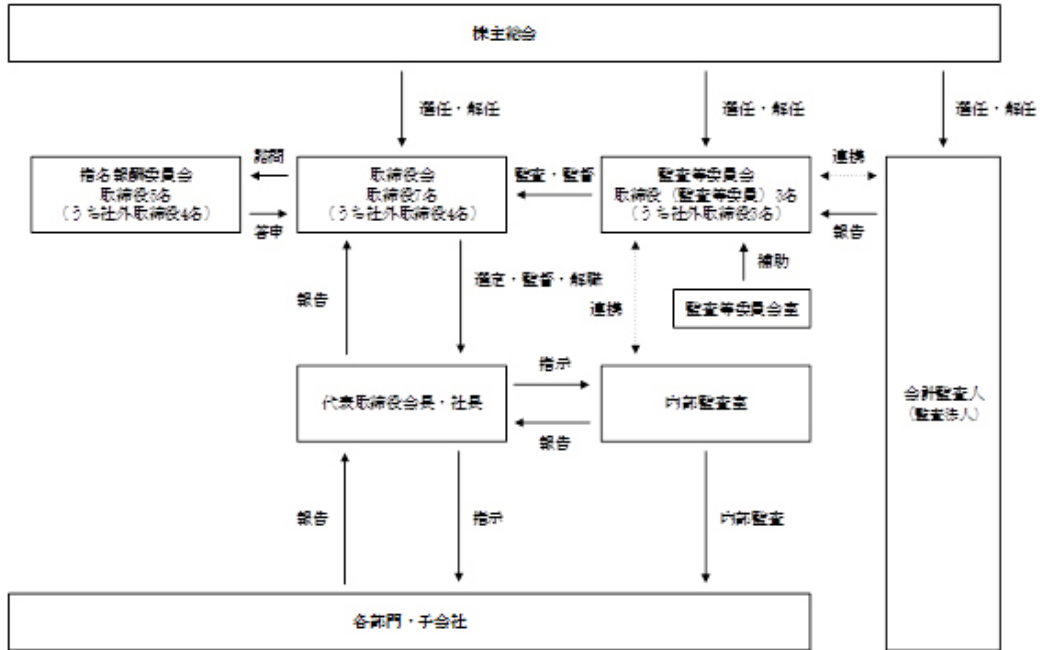 株主総会
選任・解任
選任・解任
選任・解任
指名報酬委員会
取締役5名
（うち社外取締役4名）
諮問
答申
取締役会
取締役7名
（うち社外取締役4名）
監査・監督
監査等委員会
取締役（監査等委員）3名
（うち社外取締役3名）
連携
報告
補助
監査等委員会室
報告
選定・監督・解職
連携
代表取締役会長・社長
指示
報告
内部監査室
会計監査人
（監査法人）
報告
指示
内部監査
各部門・子会社